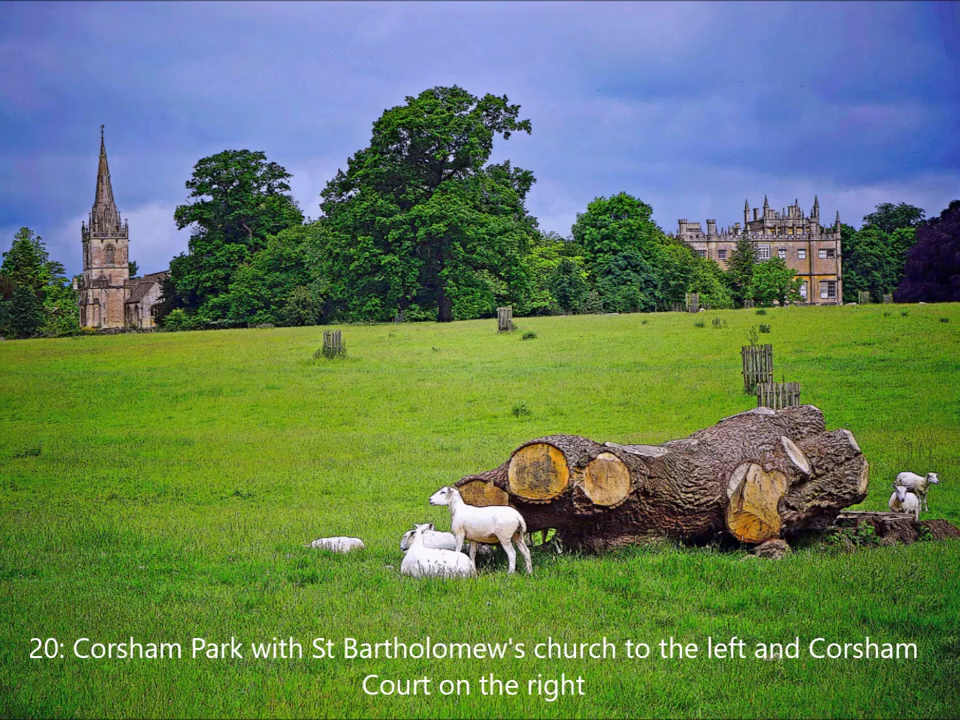 20: Corsham Park with St Bartholomew's church to the left and Corsham
Court on the right